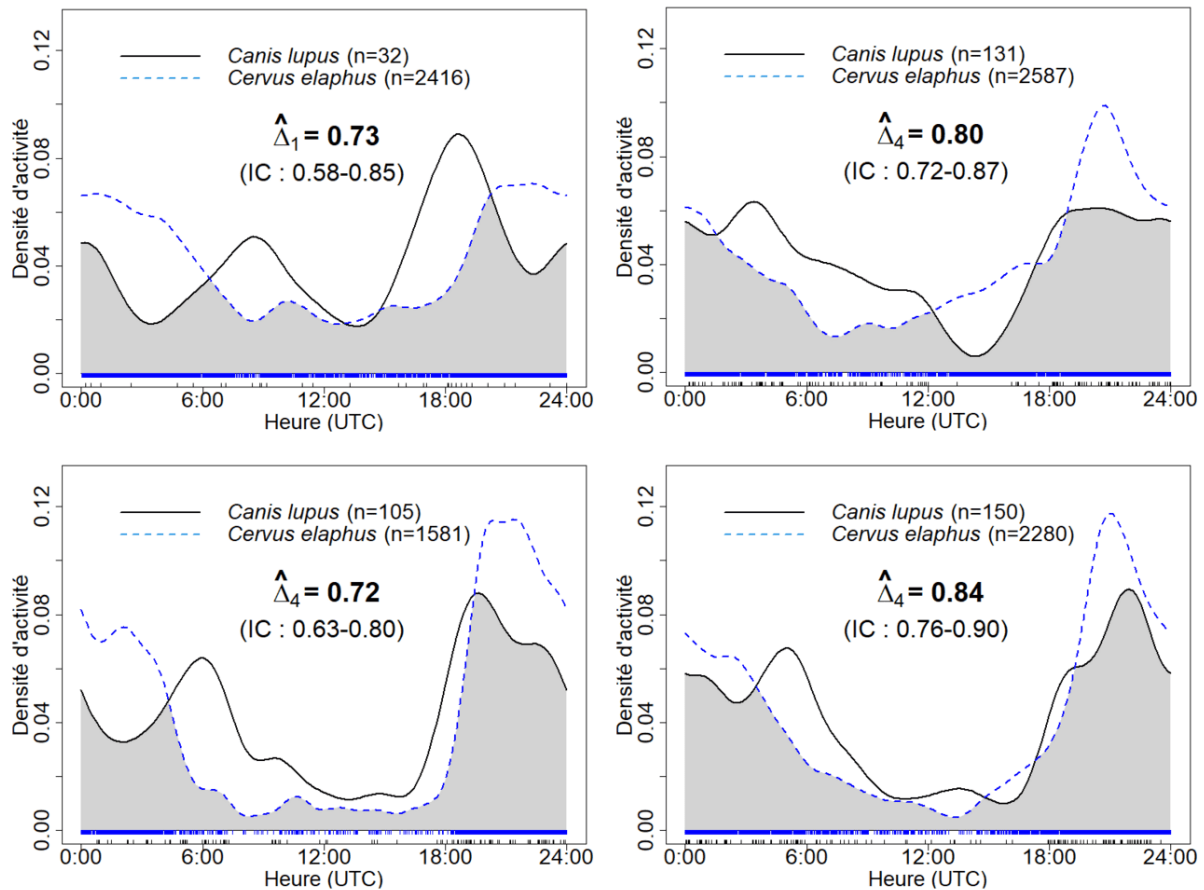 Canis lupus (n=32)
Cervus elaphus (n=2416)
Δ̂₁ = 0.73
(IC : 0.58-0.85)
Densité d'activité
0.00 0.04 0.08 0.12
0:00 6:00 12:00 18:00 24:00
Heure (UTC)
Canis lupus (n=131)
Cervus elaphus (n=2587)
Δ̂₄ = 0.80
(IC : 0.72-0.87)
Densité d'activité
0.00 0.04 0.08 0.12
0:00 6:00 12:00 18:00 24:00
Heure (UTC)
Canis lupus (n=105)
Cervus elaphus (n=1581)
Δ̂₄ = 0.72
(IC : 0.63-0.80)
Densité d'activité
0.00 0.04 0.08 0.12
0:00 6:00 12:00 18:00 24:00
Heure (UTC)
Canis lupus (n=150)
Cervus elaphus (n=2280)
Δ̂₄ = 0.84
(IC : 0.76-0.90)
Densité d'activité
0.00 0.04 0.08 0.12
0:00 6:00 12:00 18:00 24:00
Heure (UTC)